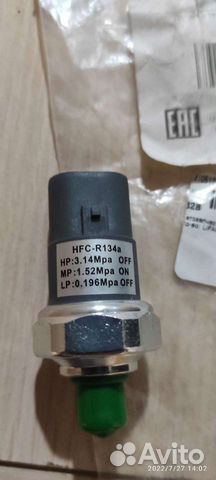 EAC
HFC-R134a
HP:3.14Mpa OFF
MP:1.52Mpa ON
LP:0,196Mpa OFF
Avito
2022/7/27 14:02